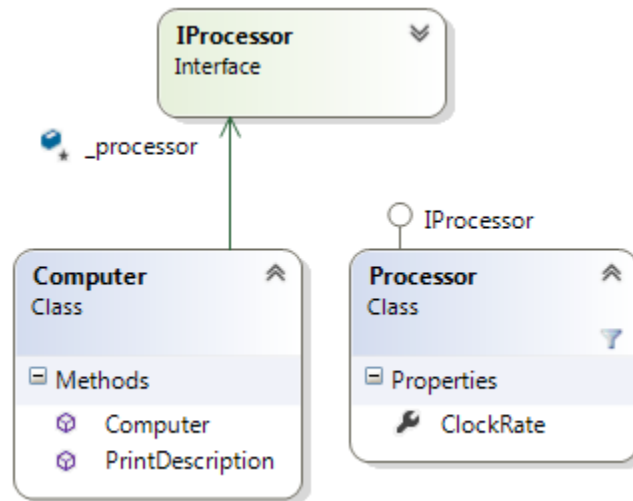 IProcessor
Interface
_processor
IProcessor
Computer
Class
Methods
Computer
PrintDescription
Processor
Class
Properties
ClockRate